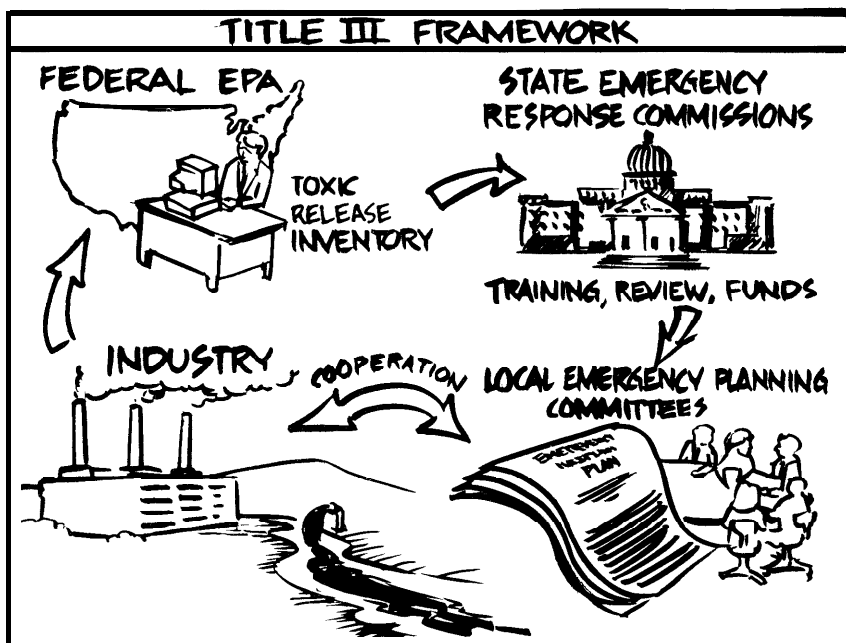 TITLE III FRAMEWORK
FEDERAL EPA
TOXIC
RELEASE
INVENTORY
STATE EMERGENCY
RESPONSE COMMISSIONS
TRAINING, REVIEW, FUNDS
INDUSTRY
COOPERATION
LOCAL EMERGENCY PLANNING
COMMITTEES
EMERGENCY
PLAN